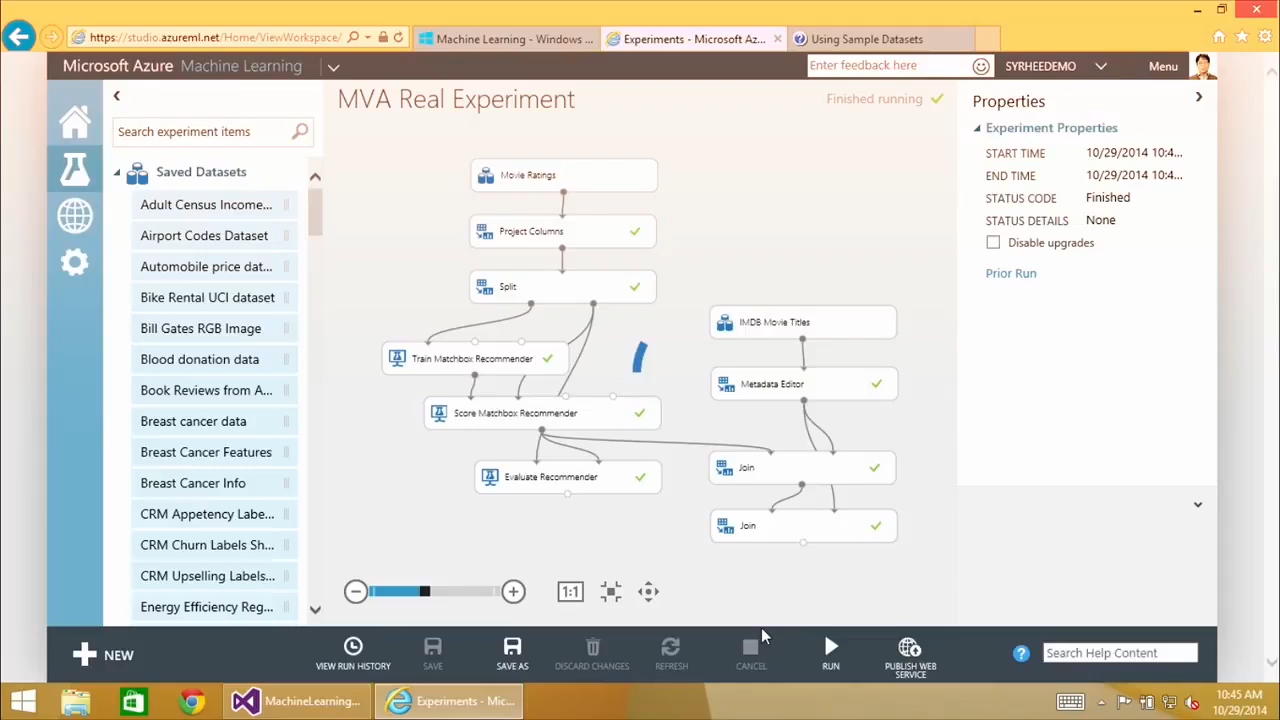 https://studio.azureml.net/Home/ViewWorkspace/
Machine Learning - Windows ...
Experiments - Microsoft Az...
Using Sample Datasets
Microsoft Azure Machine Learning
Enter feedback here
SYRHEEDEMO
Menu
Search experiment items
Saved Datasets
Adult Census Income...
Airport Codes Dataset
Automobile price dat...
Bike Rental UCI dataset
Bill Gates RGB Image
Blood donation data
Book Reviews from A...
Breast cancer data
Breast Cancer Features
Breast Cancer Info
CRM Appetency Labe...
CRM Churn Labels Sh...
CRM Upselling Labels...
Energy Efficiency Reg...
MVA Real Experiment
Finished running
Movie Ratings
Project Columns
Split
Train Matchbox Recommender
Score Matchbox Recommender
Evaluate Recommender
IMDB Movie Titles
Metadata Editor
Join
Join
1:1
Properties
Experiment Properties
START TIME 10/29/2014 10:4...
END TIME 10/29/2014 10:4...
STATUS CODE Finished
STATUS DETAILS None
Disable upgrades
Prior Run
NEW
VIEW RUN HISTORY
SAVE
SAVE AS
DISCARD CHANGES
REFRESH
CANCEL
RUN
PUBLISH WEB
SERVICE
?
Search Help Content
MachineLearning...
Experiments - Mic...
10:45 AM
10/29/2014